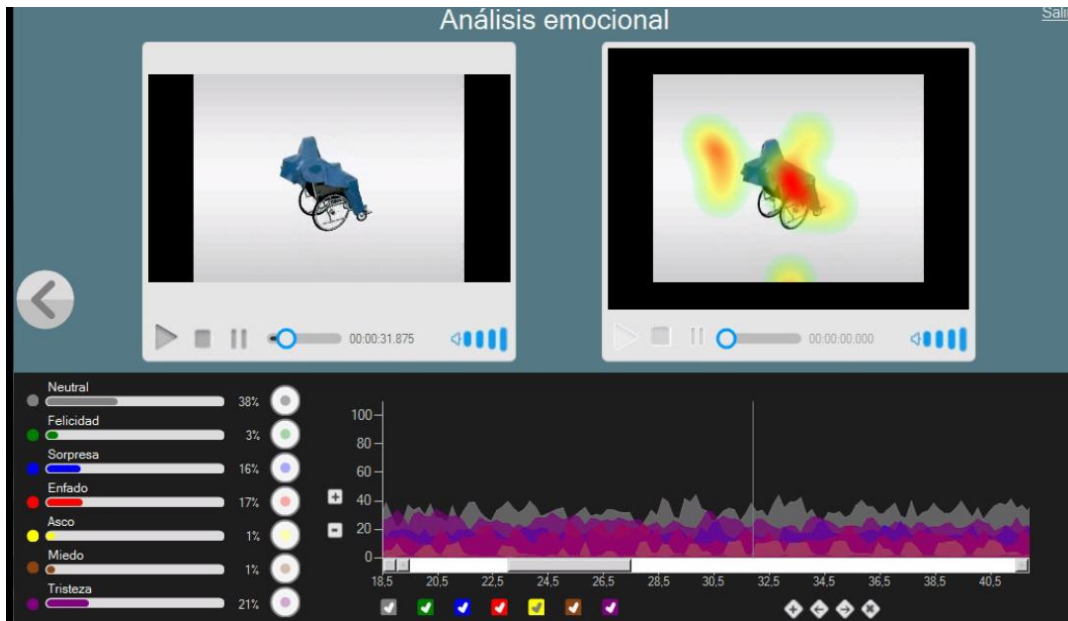 Análisis emocional
00:00:31.875
00:00:00.000
Neutral
38%
Felicidad
3%
Sorpresa
16%
Enfado
17%
Asco
1%
Miedo
1%
Tristeza
21%
100
80
60
40
20
0
18,5 20,5 22,5 24,5 26,5 28,5 30,5 32,5 34,5 36,5 38,5 40,5